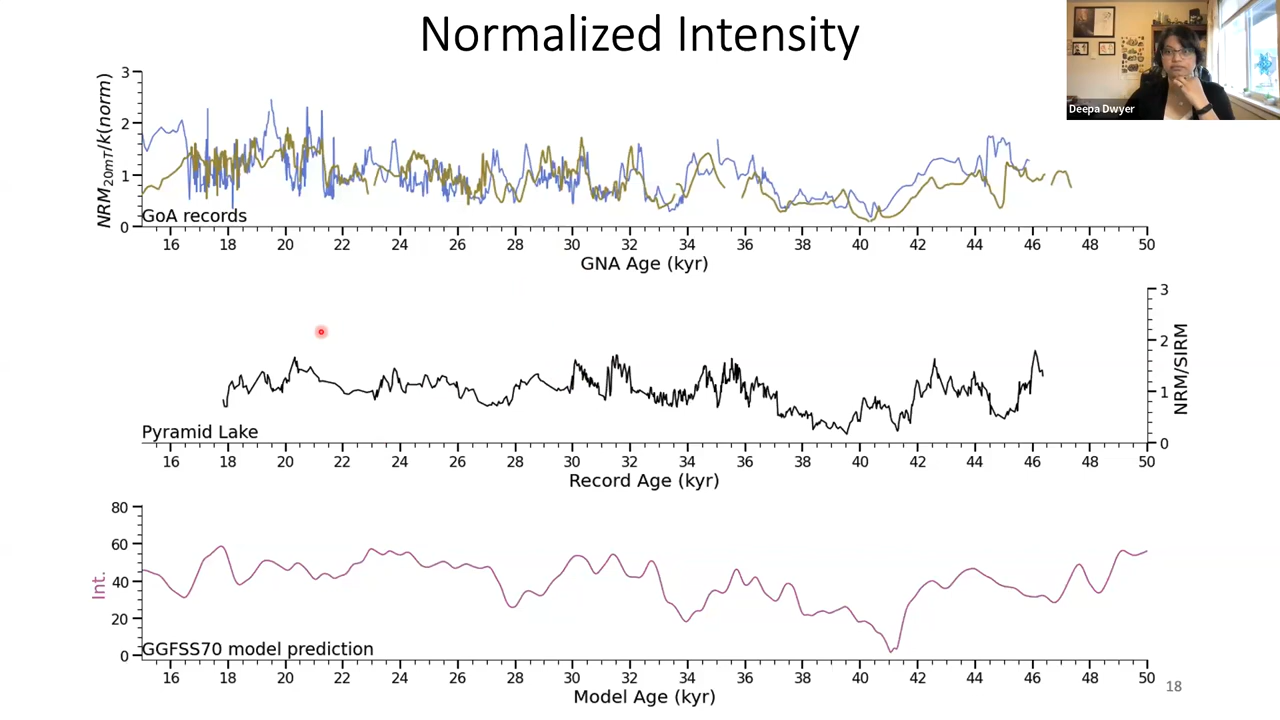 Normalized Intensity
Deepa Dwyer
3
2
1
0
NRM20mT/k(norm)
GoA records
16 18 20 22 24 26 28 30 32 34 36 38 40 42 44 46 48 50
GNA Age (kyr)
3
2
1
0
NRM/SIRM
Pyramid Lake
16 18 20 22 24 26 28 30 32 34 36 38 40 42 44 46 48 50
Record Age (kyr)
80
60
40
20
0
Int.
GGFSS70 model prediction
16 18 20 22 24 26 28 30 32 34 36 38 40 42 44 46 48 50
Model Age (kyr)
18